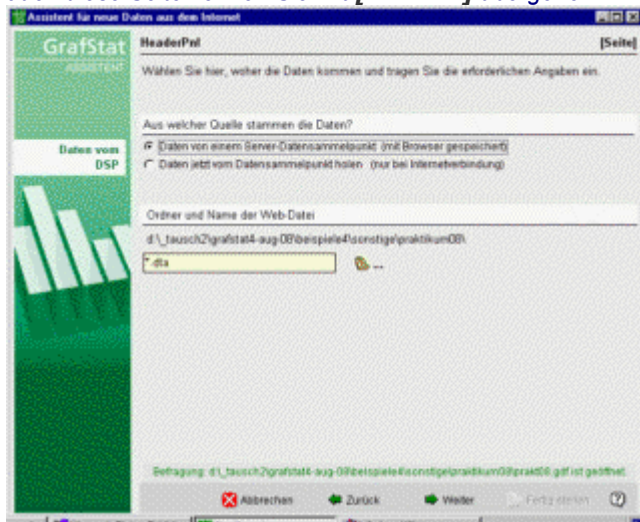 Assistent für neue Daten aus dem Internet
GrafStat
ASSISTENT
HeaderPnl
[Seite]
Wählen Sie hier, woher die Daten kommen und tragen Sie die erforderlichen Angaben ein.
Aus welcher Quelle stammen die Daten?
Daten vom
DSP
Daten von einem Server-Datensammelpunkt (mit Browser gespeichert)
Daten jetzt vom Datensammelpunkt holen (nur bei Internetverbindung)
Ordner und Name der Web-Datei
d:\_tausch2\grafstat4-aug-08\beispiele4\sonstige\praktikum08\
*.dta
...
Befragung: d:\_tausch2\grafstat4-aug-08\beispiele4\sonstige\praktikum08\prakt08.gdf ist geöffnet.
Abbrechen
Zurück
Weiter
Fertig stellen